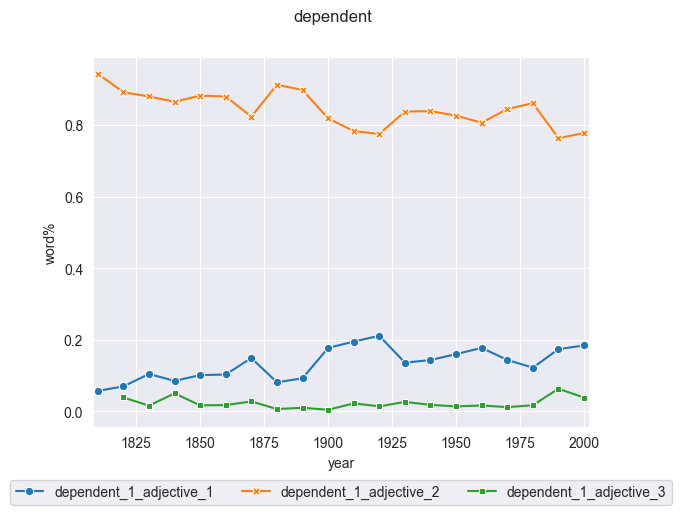 dependent
word%
0.8
0.6
0.4
0.2
0.0
1825 1850 1875 1900 1925 1950 1975 2000
year
dependent_1_adjective_1 dependent_1_adjective_2 dependent_1_adjective_3